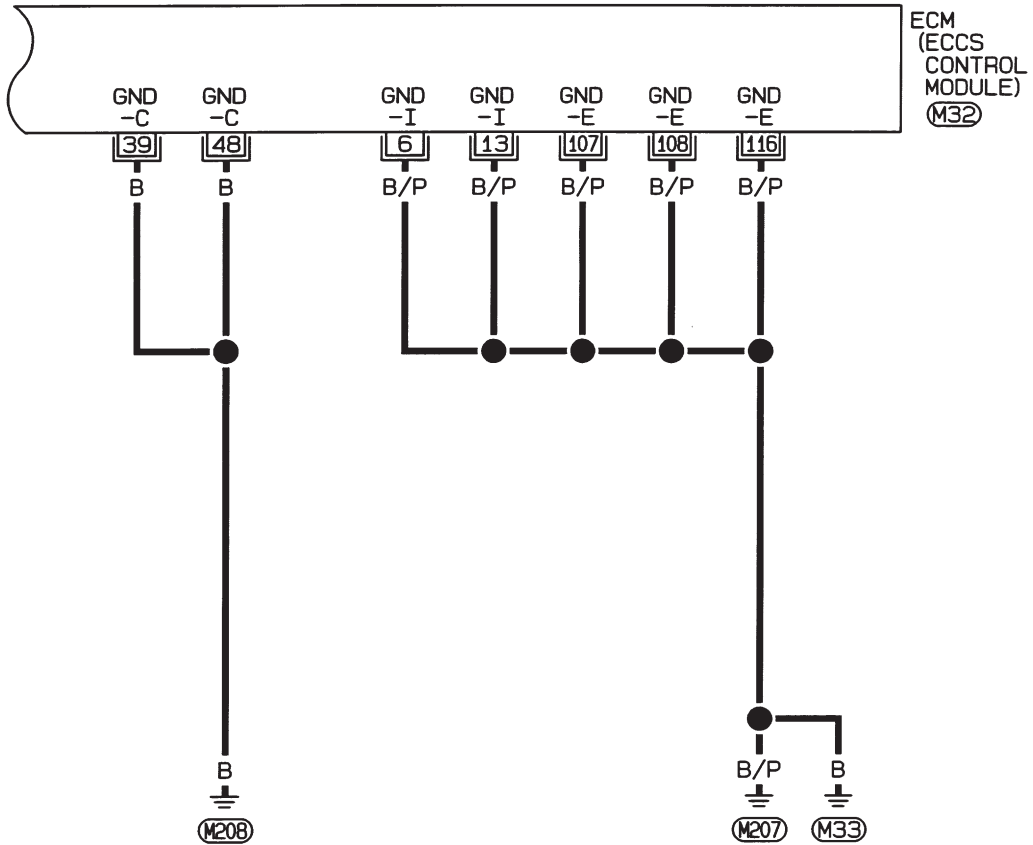 ECM
(ECCS
CONTROL
MODULE)
M32
GND GND GND GND GND GND GND
-C -C -I -I -E -E -E
39 48 6 13 107 108 116
B B B/P B/P B/P B/P B/P
B B/P B
M208 M207 M33